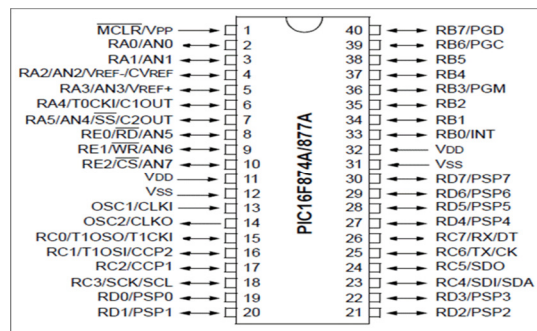 MCLR/VPP 1 40 RB7/PGD
RA0/AN0 2 39 RB6/PGC
RA1/AN1 3 38 RB5
RA2/AN2/VREF-/CVREF 4 37 RB4
RA3/AN3/VREF+ 5 36 RB3/PGM
RA4/T0CKI/C1OUT 6 35 RB2
RA5/AN4/SS/C2OUT 7 34 RB1
RE0/RD/AN5 8 33 RB0/INT
RE1/WR/AN6 9 32 VDD
RE2/CS/AN7 10 31 VSS
VDD 11 30 RD7/PSP7
VSS 12 29 RD6/PSP6
OSC1/CLKI 13 28 RD5/PSP5
OSC2/CLKO 14 27 RD4/PSP4
RC0/T1OSO/T1CKI 15 26 RC7/RX/DT
RC1/T1OSI/CCP2 16 25 RC6/TX/CK
RC2/CCP1 17 24 RC5/SDO
RC3/SCK/SCL 18 23 RC4/SDI/SDA
RD0/PSP0 19 22 RD3/PSP3
RD1/PSP1 20 21 RD2/PSP2
PIC16F874A/877A